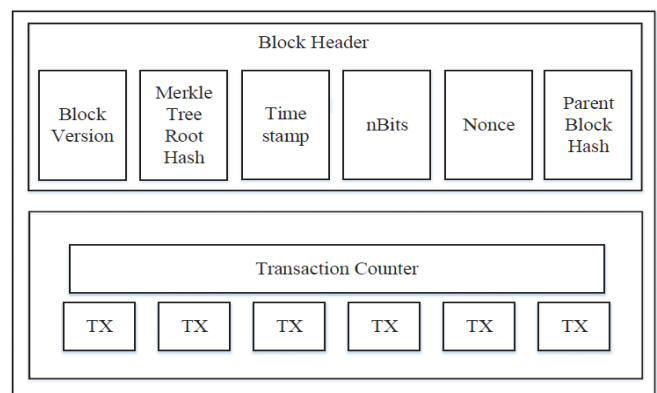 Block Header
Block
Version
Merkle
Tree
Root
Hash
Time
stamp
nBits
Nonce
Parent
Block
Hash
Transaction Counter
TX
TX
TX
TX
TX
TX